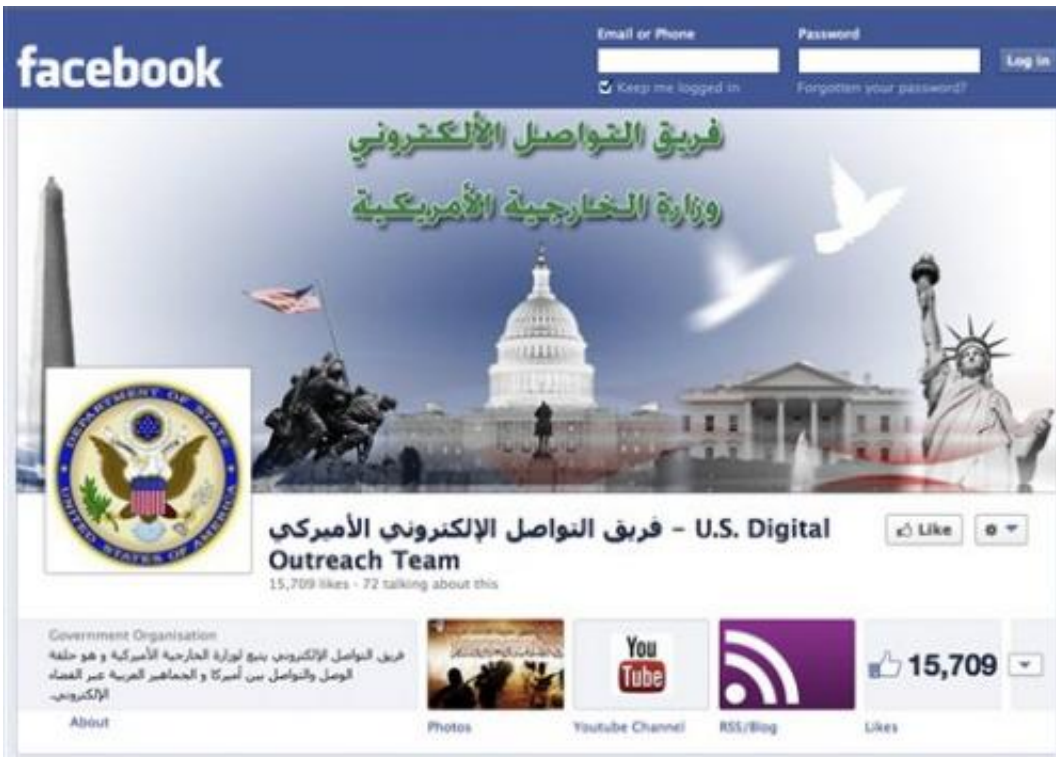 facebook
Email or Phone
Password
Log in
Keep me logged in
Forgotten your password?
فريق التواصل الألكتروني
وزارة الخارجية الأمريكية
DEPARTMENT OF STATE
UNITED STATES OF AMERICA
U.S. Digital – فريق التواصل الإلكتروني الأميركي
Outreach Team
15,709 likes · 72 talking about this
Like
Government Organisation
فريق التواصل الإلكتروني يتبع لوزارة الخارجية الأميركية و هو حلقة
الوصل والتواصل بين أميركا و الجماهير العربية عبر الفضاء
الإلكتروني.
About
Photos
You
Tube
Youtube Channel
RSS/Blog
15,709
Likes